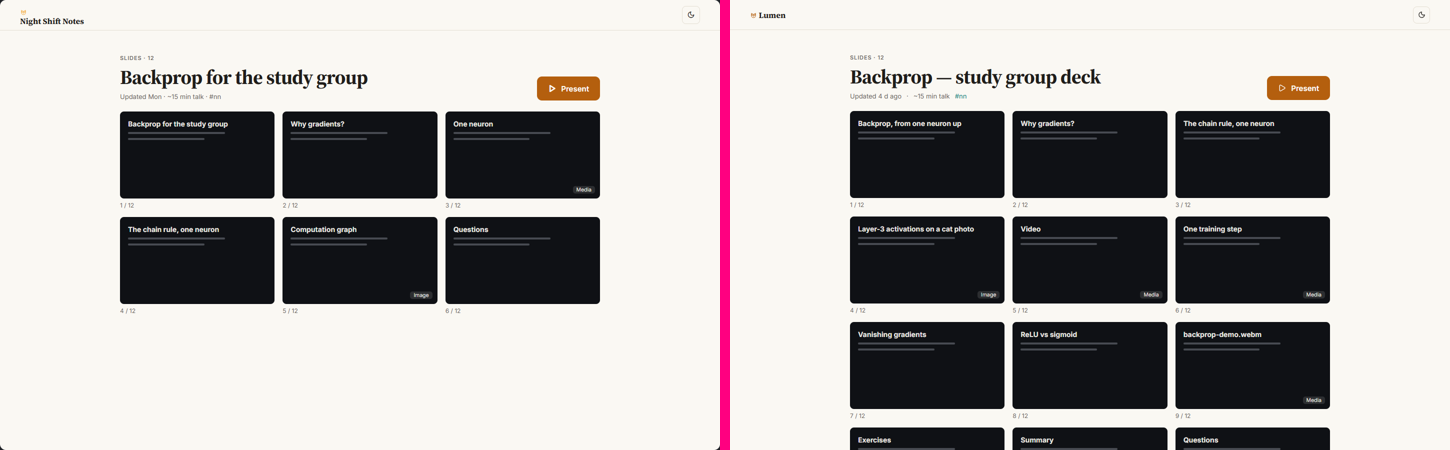 Night Shift Notes
SLIDES · 12
Backprop for the study group
Updated Mon · ~15 min talk · #nn
Present
Backprop for the study group
Why gradients?
One neuron
Media
1 / 12
2 / 12
3 / 12
The chain rule, one neuron
Computation graph
Questions
Image
4 / 12
5 / 12
6 / 12
Lumen
SLIDES · 12
Backprop — study group deck
Updated 4 d ago · ~15 min talk #nn
Present
Backprop, from one neuron up
Why gradients?
The chain rule, one neuron
1 / 12
2 / 12
3 / 12
Layer-3 activations on a cat photo
Video
One training step
Image
Media
Media
4 / 12
5 / 12
6 / 12
Vanishing gradients
ReLU vs sigmoid
backprop-demo.webm
Media
7 / 12
8 / 12
9 / 12
Exercises
Summary
Questions